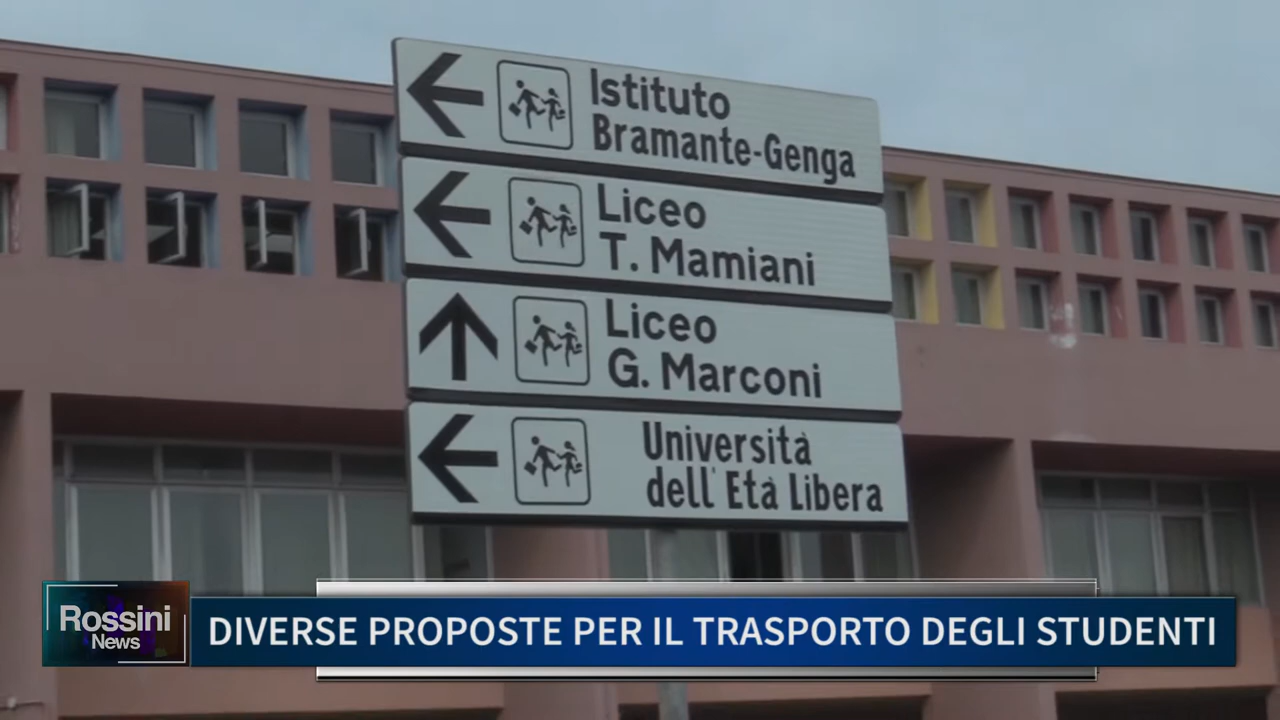 Istituto
Bramante-Genga
Liceo
T. Mamiani
Liceo
G. Marconi
Università
dell'Età Libera
Rossini
News
DIVERSE PROPOSTE PER IL TRASPORTO DEGLI STUDENTI